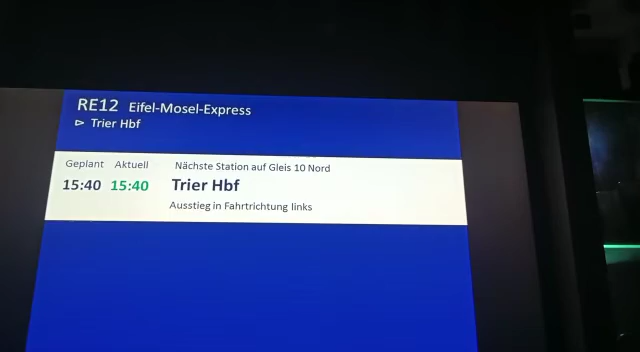 RE12 Eifel-Mosel-Express
▷ Trier Hbf
Geplant Aktuell Nächste Station auf Gleis 10 Nord
15:40 15:40 Trier Hbf
Ausstieg in Fahrtrichtung links